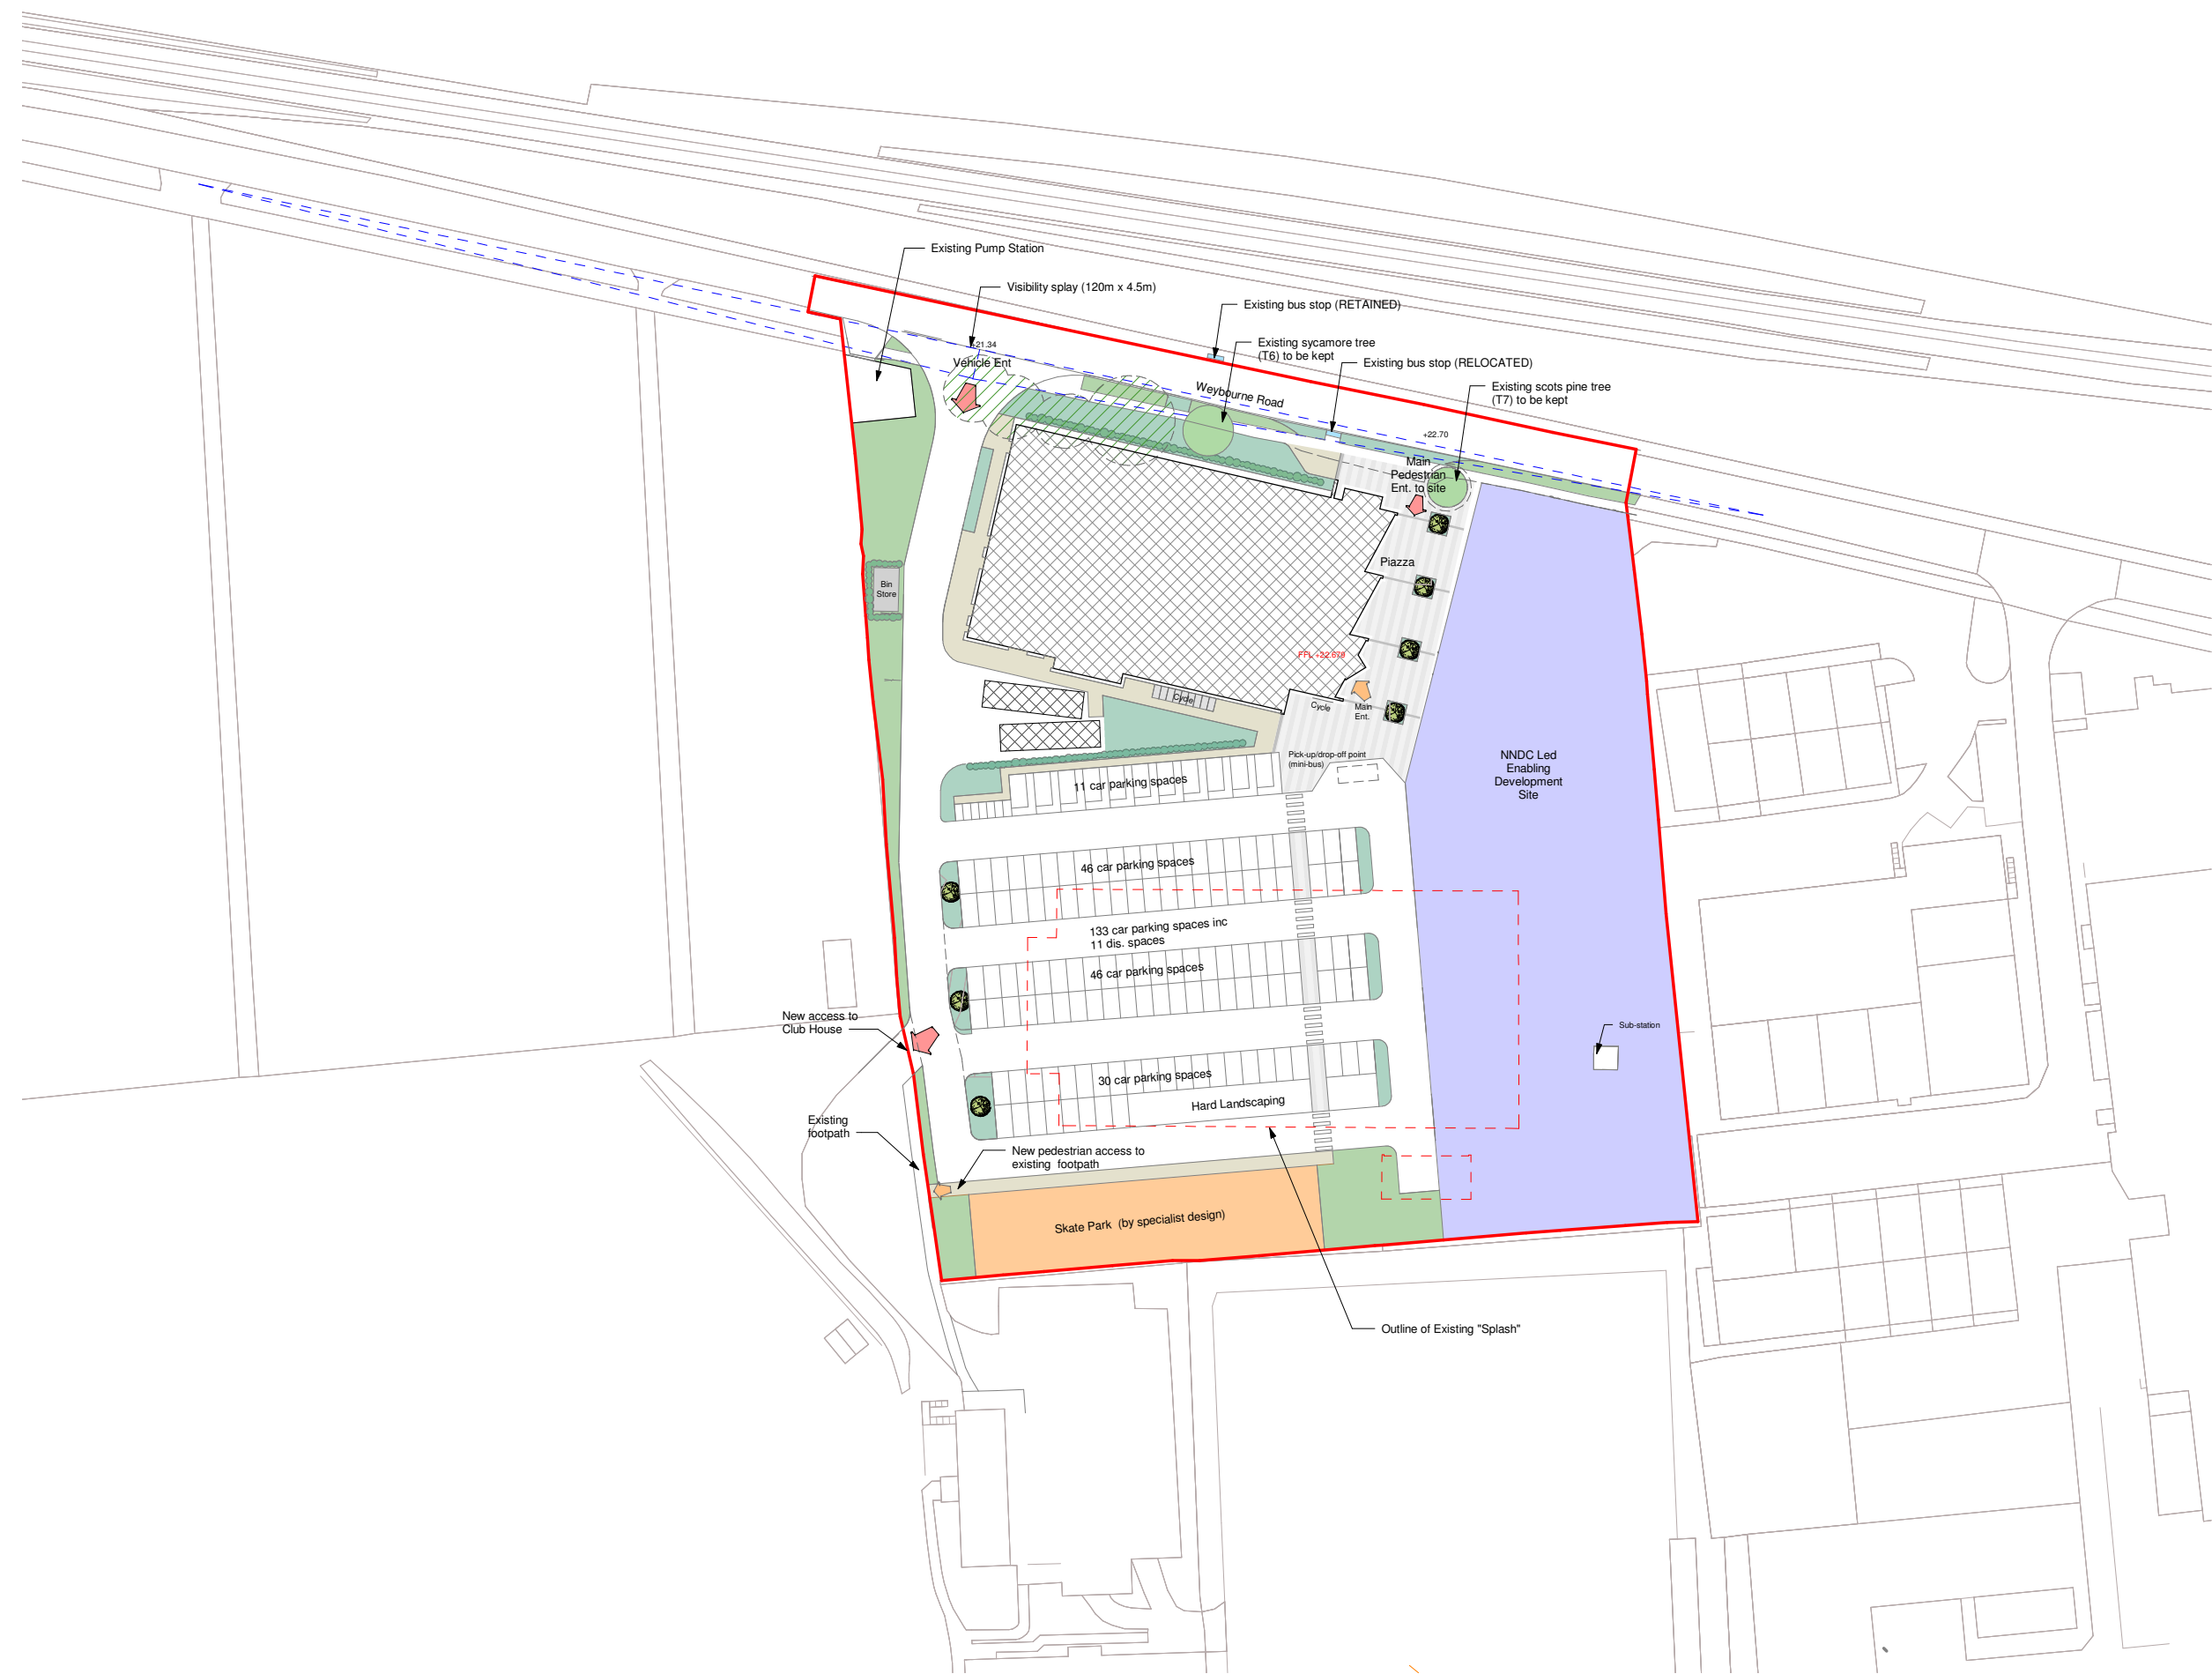 Existing Pump Station
Visibility splay (120m x 4.5m)
Existing bus stop (RETAINED)
Existing sycamore tree
(T6) to be kept
Existing bus stop (RELOCATED)
Existing scots pine tree
(T7) to be kept
+21.34
Vehicle Ent
Weybourne Road
+22.70
Main
Pedestrian
Ent. to site
Piazza
Bin
Store
FFL +22.679
Cycle
Cycle
Main
Ent.
Pick-up/drop-off point
(mini-bus)
NNDC Led
Enabling
Development
Site
11 car parking spaces
46 car parking spaces
133 car parking spaces inc
11 dis. spaces
46 car parking spaces
New access to
Club House
Sub-station
30 car parking spaces
Hard Landscaping
Existing
footpath
New pedestrian access to
existing footpath
Skate Park (by specialist design)
Outline of Existing "Splash"